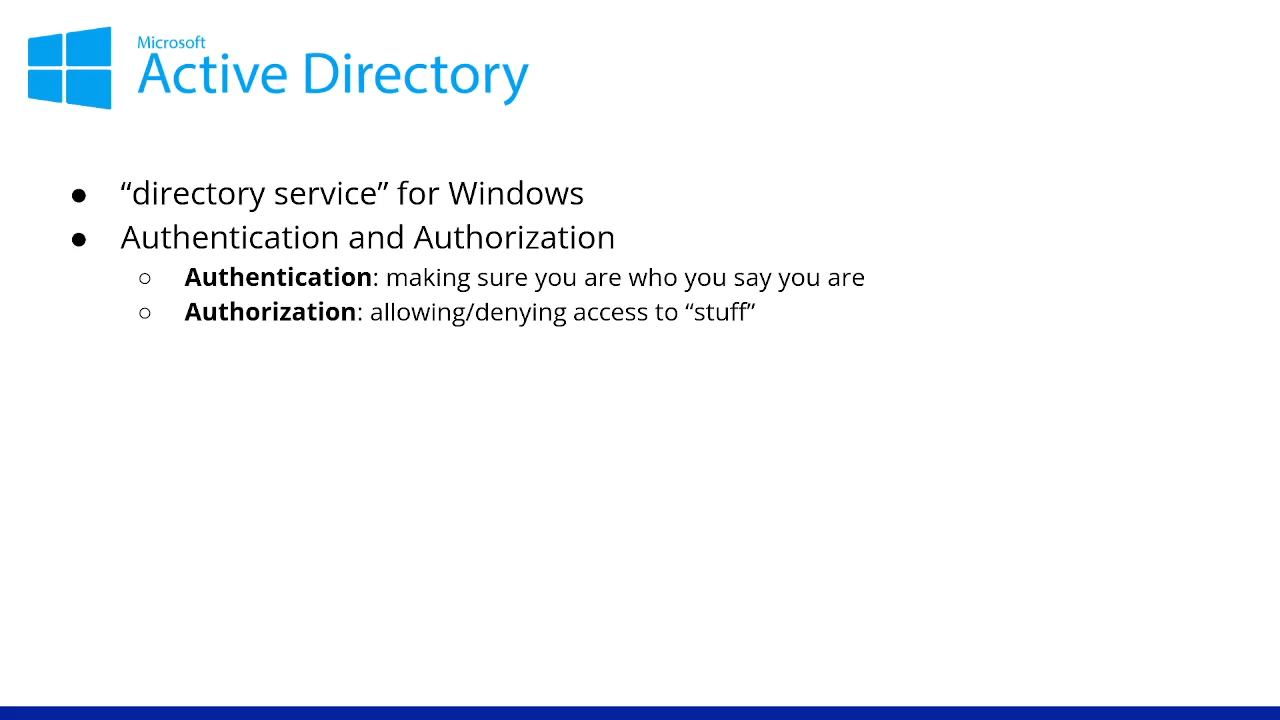 Microsoft
Active Directory
● “directory service” for Windows
● Authentication and Authorization
○ Authentication: making sure you are who you say you are
○ Authorization: allowing/denying access to “stuff”